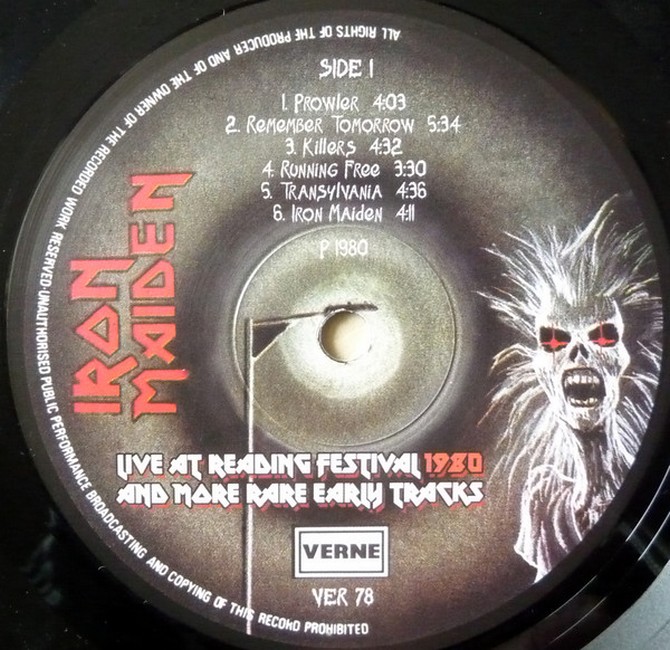 SIDE 1
1. Prowler 4:03
2. Remember Tomorrow 5:34
3. Killers 4:32
4. Running Free 3:30
5. Transylvania 4:36
6. Iron Maiden 4:11
P 1980
IRON
MAIDEN
LIVE AT READING FESTIVAL 1980
AND MORE RARE EARLY TRACKS
VERNE
VER 78
ALL RIGHTS OF THE PRODUCER AND OF THE OWNER OF THE RECORDED WORK RESERVED·UNAUTHORISED PUBLIC PERFORMANCE BROADCASTING AND COPYING OF THIS RECORD PROHIBITED